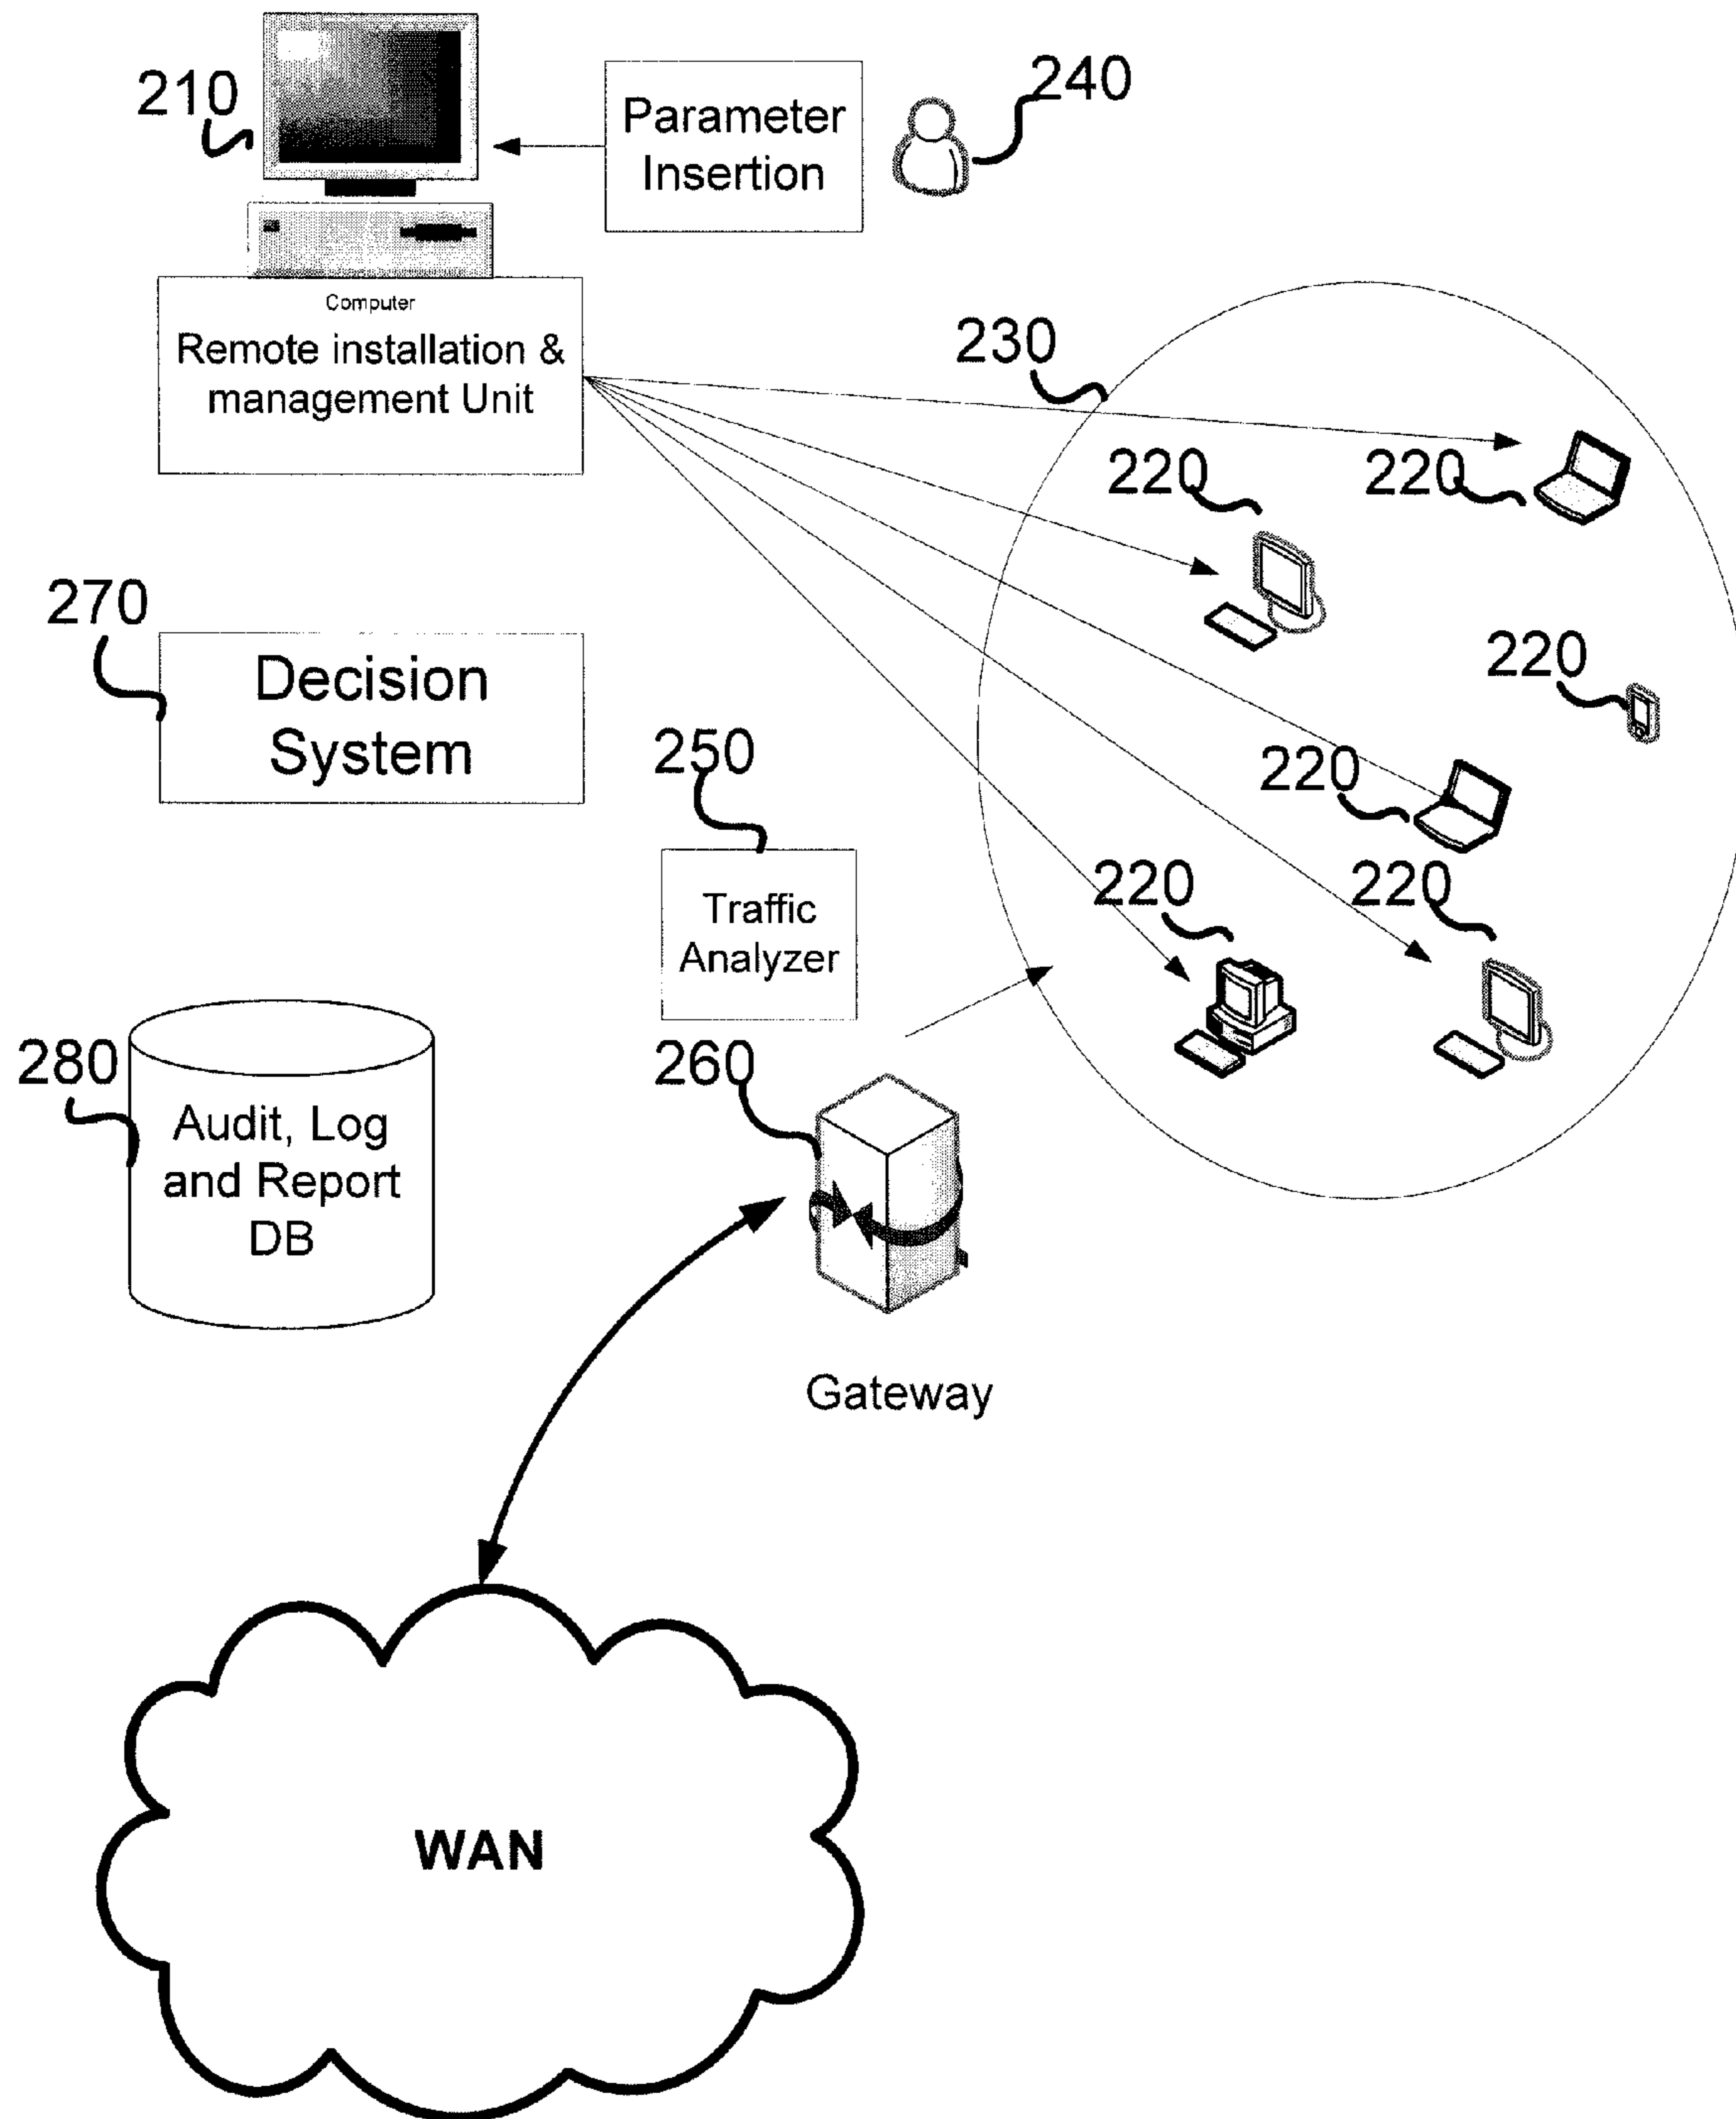 210
Parameter
Insertion
240
Computer
Remote installation &
management Unit
230
220
220
270
Decision
System
220
250
220
Traffic
Analyzer
220
220
280
Audit, Log
and Report
DB
260
Gateway
WAN